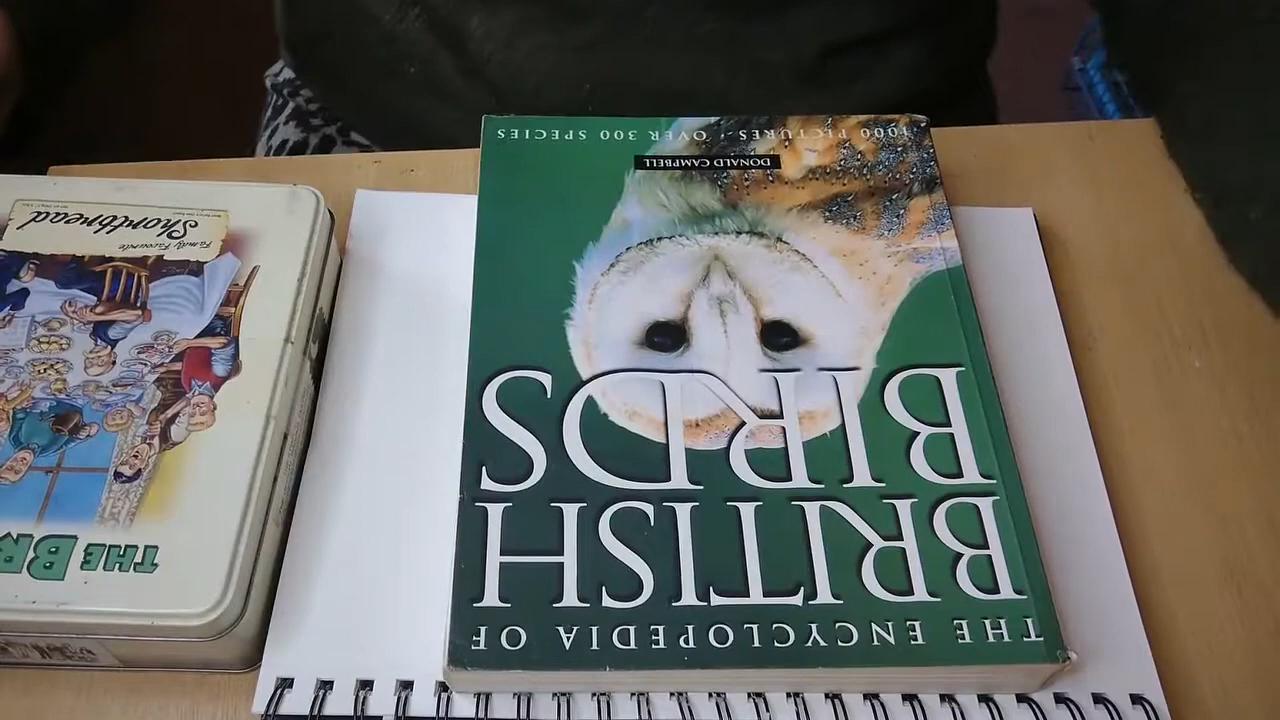 THE ENCYCLOPEDIA OF
BRITISH
BIRDS
DONALD CAMPBELL
1000 PICTURES · OVER 300 SPECIES
THE BR
Family Favourite
Shortbread